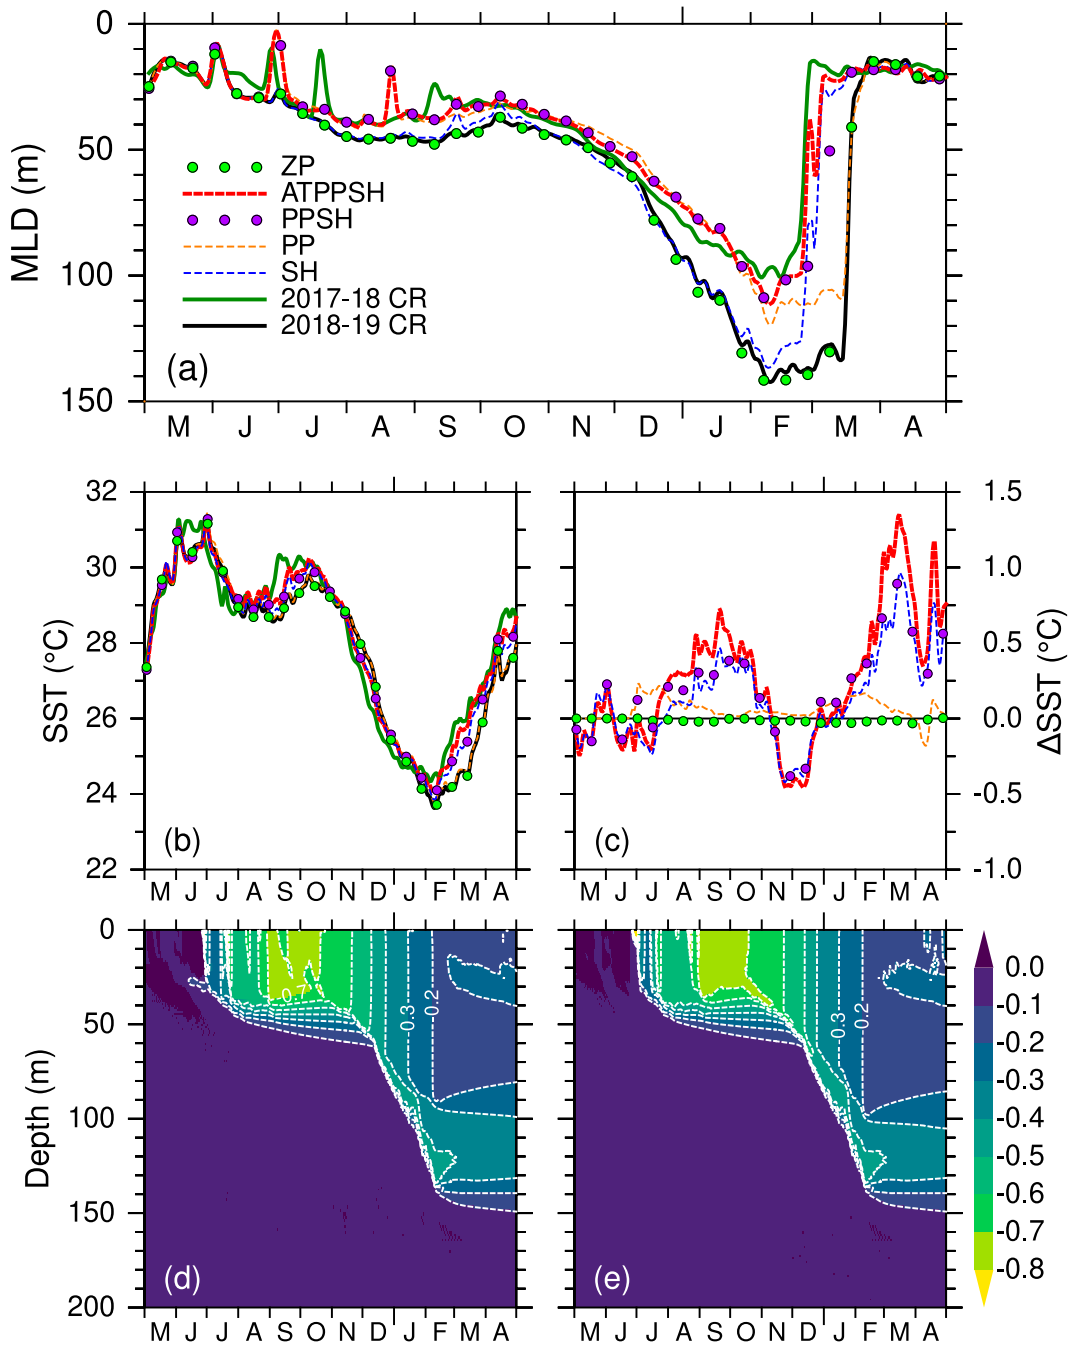 0
50
100
150
MLD (m)
ZP
ATPPSH
PPSH
PP
SH
2017-18 CR
2018-19 CR
(a)
M J J A S O N D J F M A
32
30
28
26
24
22
SST (°C)
(b)
M J J A S O N D J F M A
1.5
1.0
0.5
0.0
-0.5
-1.0
ΔSST (°C)
(c)
M J J A S O N D J F M A
0
50
100
150
200
Depth (m)
-0.7
-0.3
-0.2
(d)
M J J A S O N D J F M A
-0.3
-0.2
(e)
M J J A S O N D J F M A
0.0
-0.1
-0.2
-0.3
-0.4
-0.5
-0.6
-0.7
-0.8